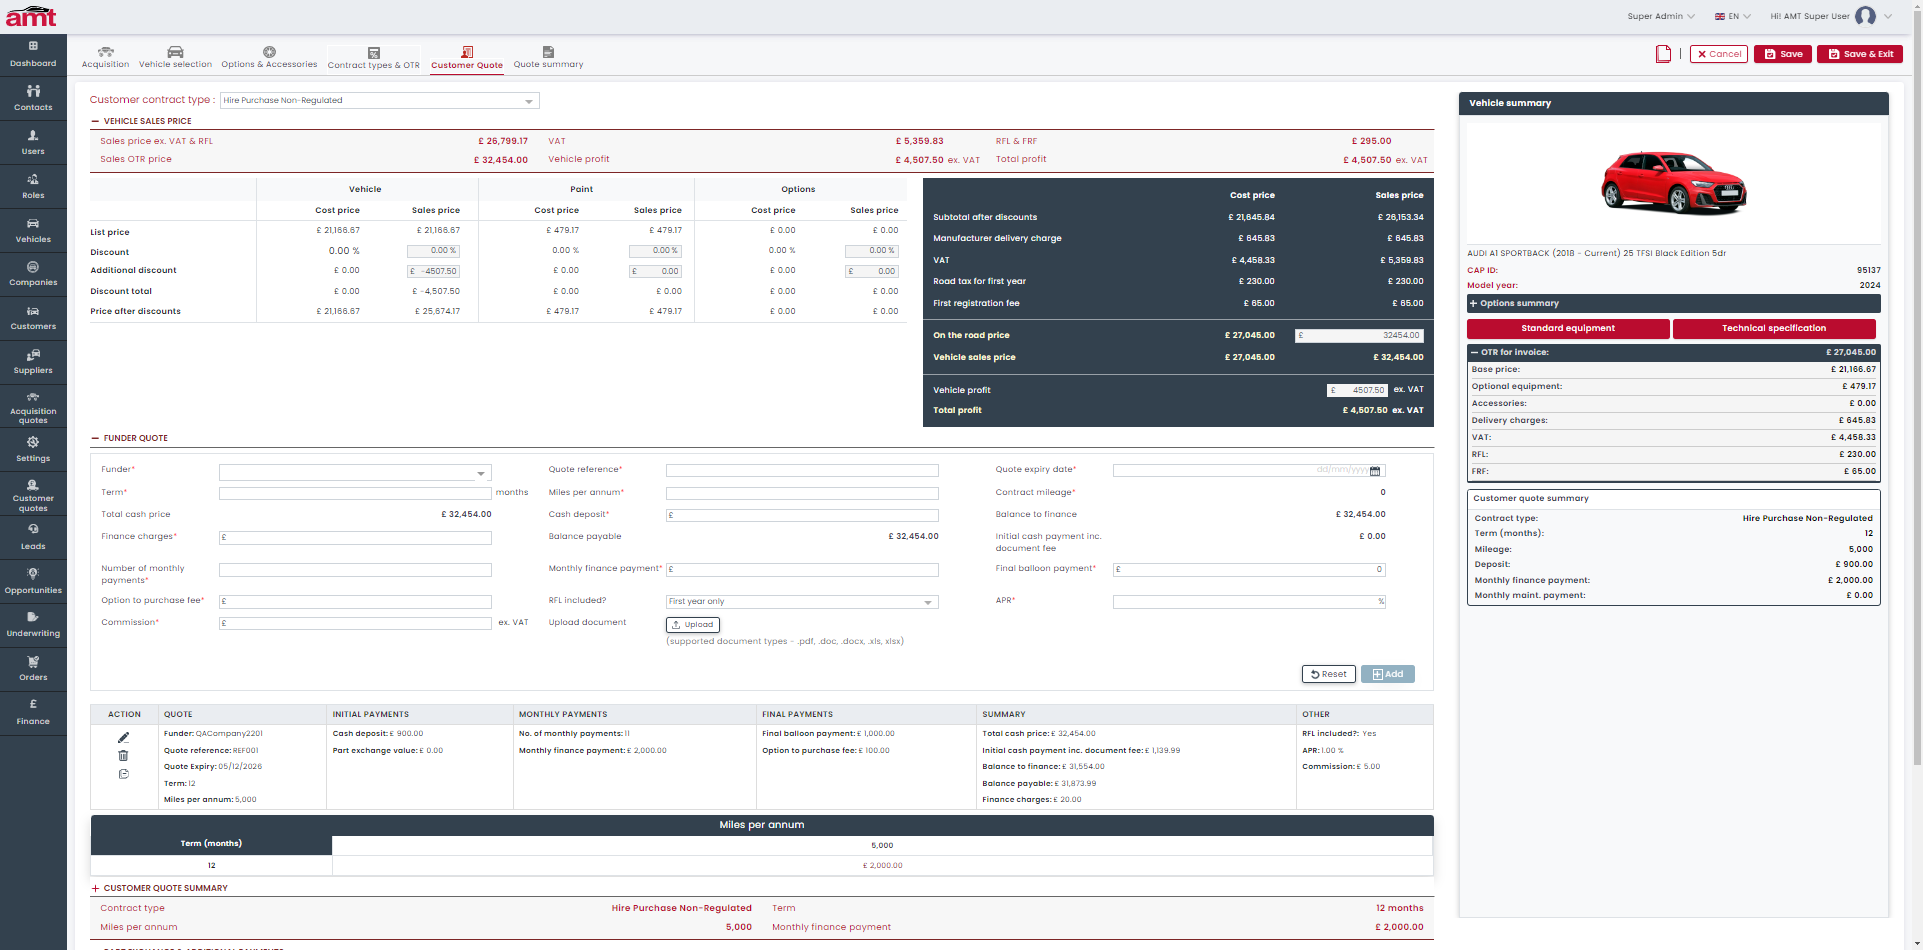 amt
Super Admin
EN
Hi! AMT Super User
Dashboard
Contacts
Users
Roles
Vehicles
Companies
Customers
Suppliers
Acquisition quotes
Settings
Customer quotes
Leads
Opportunities
Underwriting
Orders
Finance
Acquisition
Vehicle selection
Options & Accessories
Contract types & OTR
Customer Quote
Quote summary
Cancel
Save
Save & Exit
Customer contract type : Hire Purchase Non-Regulated
VEHICLE SALES PRICE
Sales price ex. VAT & RFL £ 26,799.17 VAT £ 5,359.83 RFL & FRF £ 295.00
Sales OTR price £ 32,454.00 Vehicle profit £ 4,507.50 ex. VAT Total profit £ 4,507.50 ex. VAT
Vehicle Paint Options
Cost price Sales price Cost price Sales price Cost price Sales price
List price £ 21,166.67 £ 21,166.67 £ 479.17 £ 479.17 £ 0.00 £ 0.00
Discount 0.00 % 0.00 % 0.00 % 0.00 % 0.00 % 0.00 %
Additional discount £ 0.00 £ -4507.50 £ 0.00 £ 0.00 £ 0.00 £ 0.00
Discount total £ 0.00 £ -4,507.50 £ 0.00 £ 0.00 £ 0.00 £ 0.00
Price after discounts £ 21,166.67 £ 25,674.17 £ 479.17 £ 479.17 £ 0.00 £ 0.00
Cost price Sales price
Subtotal after discounts £ 21,645.84 £ 26,153.34
Manufacturer delivery charge £ 645.83 £ 645.83
VAT £ 4,458.33 £ 5,359.83
Road tax for first year £ 230.00 £ 230.00
First registration fee £ 65.00 £ 65.00
On the road price £ 27,045.00 £ 32454.00
Vehicle sales price £ 27,045.00 £ 32,454.00
Vehicle profit £ 4507.50 ex. VAT
Total profit £ 4,507.50 ex. VAT
FUNDER QUOTE
Funder* Quote reference* Quote expiry date* dd/mm/yyyy
Term* months Miles per annum* Contract mileage* 0
Total cash price £ 32,454.00 Cash deposit* £ Balance to finance £ 32,454.00
Finance charges* £ Balance payable £ 32,454.00 Initial cash payment inc. £ 0.00
document fee
Number of monthly Monthly finance payment* £ Final balloon payment* £ 0
payments*
Option to purchase fee* £ RFL included? First year only APR* %
Commission* £ ex. VAT Upload document Upload
(supported document types - .pdf, .doc, .docx, .xls, xlsx)
Reset Add
ACTION QUOTE INITIAL PAYMENTS MONTHLY PAYMENTS FINAL PAYMENTS SUMMARY OTHER
Funder: QACompany2201 Cash deposit: £ 900.00 No. of monthly payments: 11 Final balloon payment: £ 1,000.00 Total cash price: £ 32,454.00 RFL included?: Yes
Quote reference: REF001 Part exchange value: £ 0.00 Monthly finance payment: £ 2,000.00 Option to purchase fee: £ 100.00 Initial cash payment inc. document fee: £ 1,139.99 APR: 1.00 %
Quote Expiry: 05/12/2026 Balance to finance: £ 31,554.00 Commission: £ 5.00
Term: 12 Balance payable: £ 31,873.99
Miles per annum: 5,000 Finance charges: £ 20.00
Miles per annum
Term (months) 5,000
12 £ 2,000.00
CUSTOMER QUOTE SUMMARY
Contract type Hire Purchase Non-Regulated Term 12 months
Miles per annum 5,000 Monthly finance payment £ 2,000.00
Vehicle summary
AUDI A1 SPORTBACK (2018 - Current) 25 TFSI Black Edition 5dr
CAP ID: 95137
Model year: 2024
Options summary
Standard equipment Technical specification
OTR for invoice: £ 27,045.00
Base price: £ 21,166.67
Optional equipment: £ 479.17
Accessories: £ 0.00
Delivery charges: £ 645.83
VAT: £ 4,458.33
RFL: £ 230.00
FRF: £ 65.00
Customer quote summary
Contract type: Hire Purchase Non-Regulated
Term (months): 12
Mileage: 5,000
Deposit: £ 900.00
Monthly finance payment: £ 2,000.00
Monthly maint. payment: £ 0.00